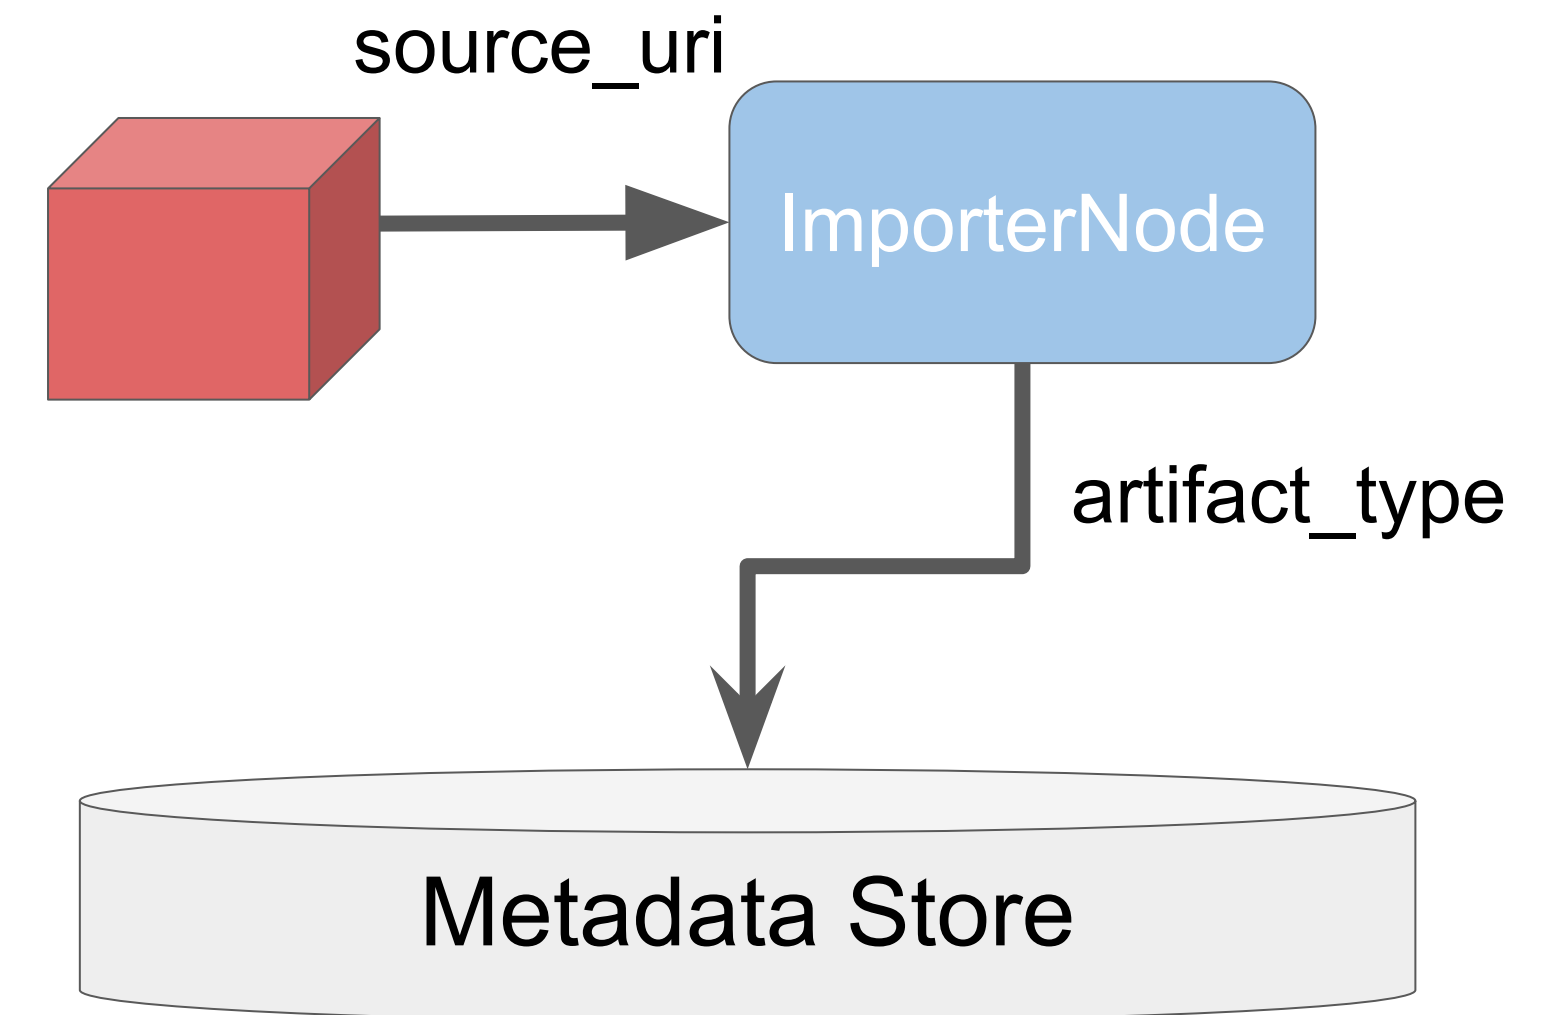 source_uri
ImporterNode
artifact_type
Metadata Store